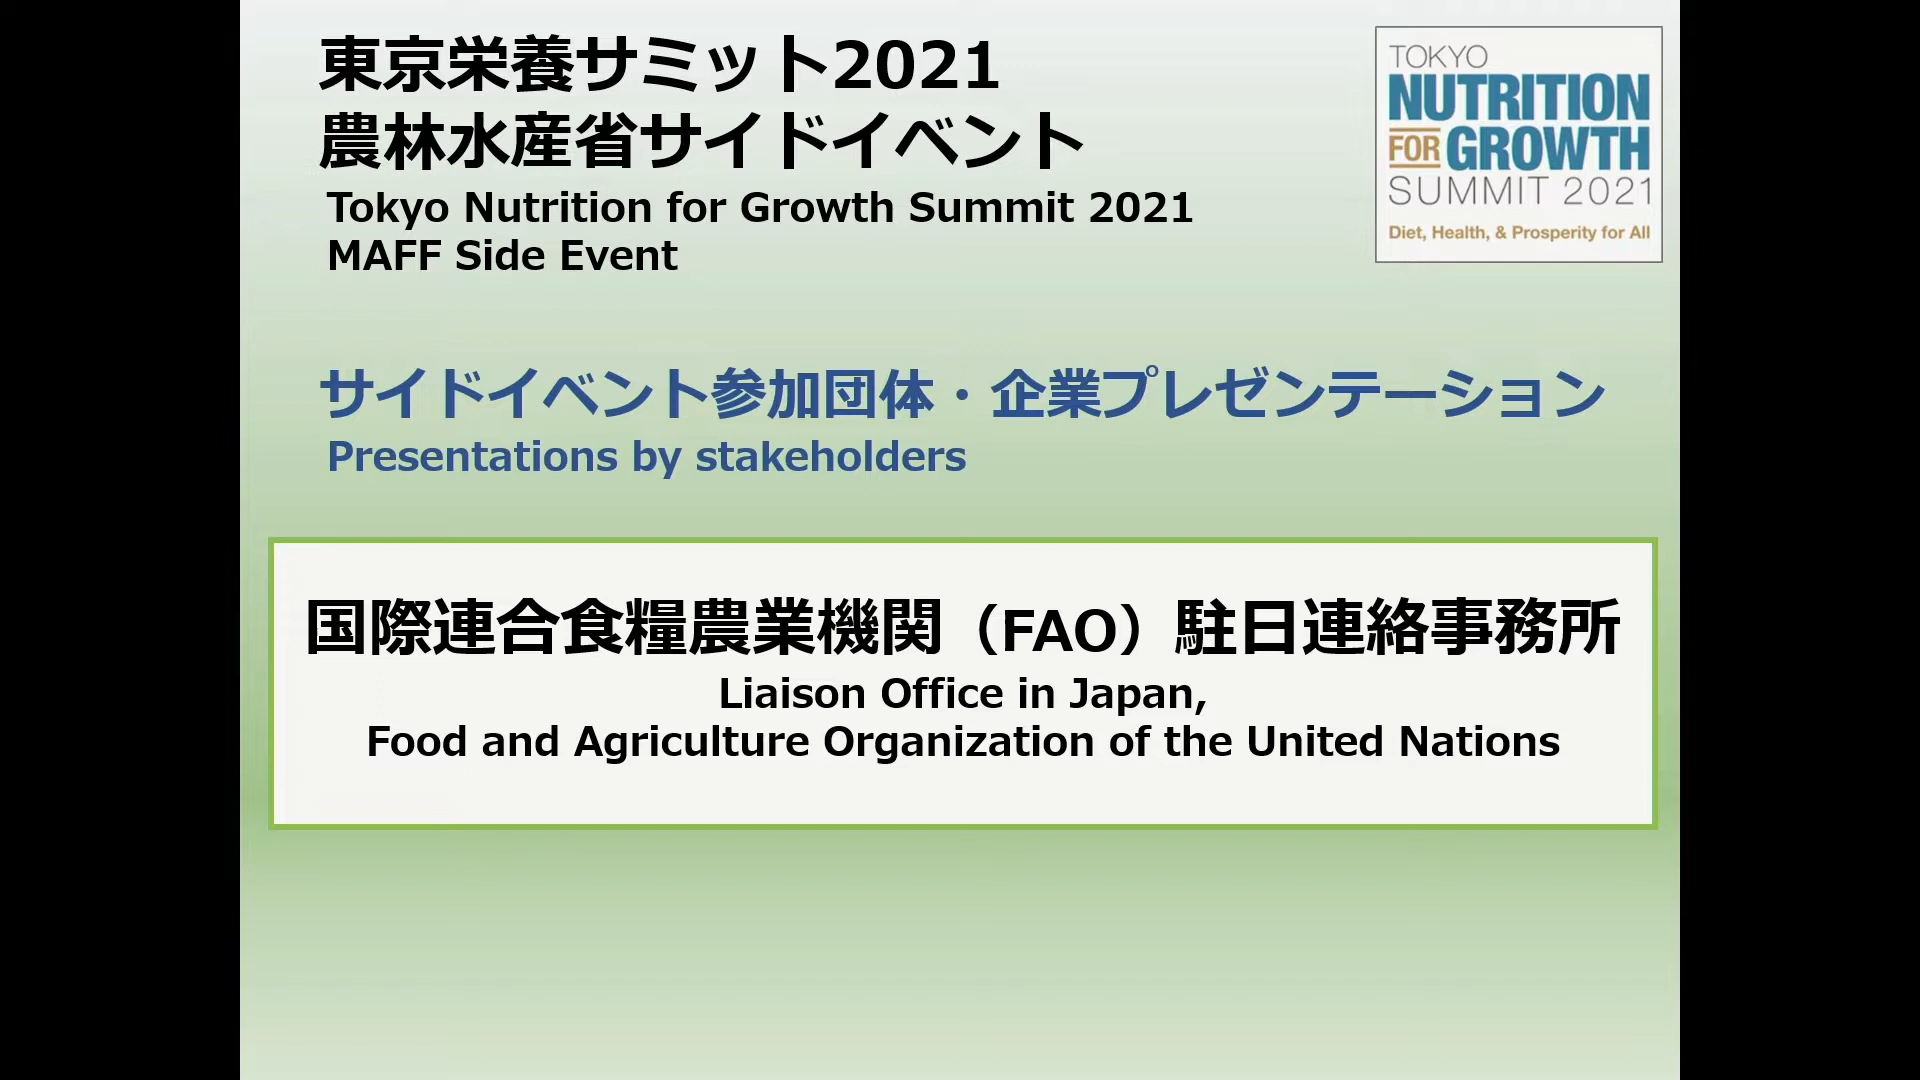 東京栄養サミット2021
農林水産省サイドイベント
Tokyo Nutrition for Growth Summit 2021
MAFF Side Event
TOKYO
NUTRITION
FOR GROWTH
SUMMIT 2021
Diet, Health, & Prosperity for All
サイドイベント参加団体・企業プレゼンテーション
Presentations by stakeholders
国際連合食糧農業機関（FAO）駐日連絡事務所
Liaison Office in Japan,
Food and Agriculture Organization of the United Nations